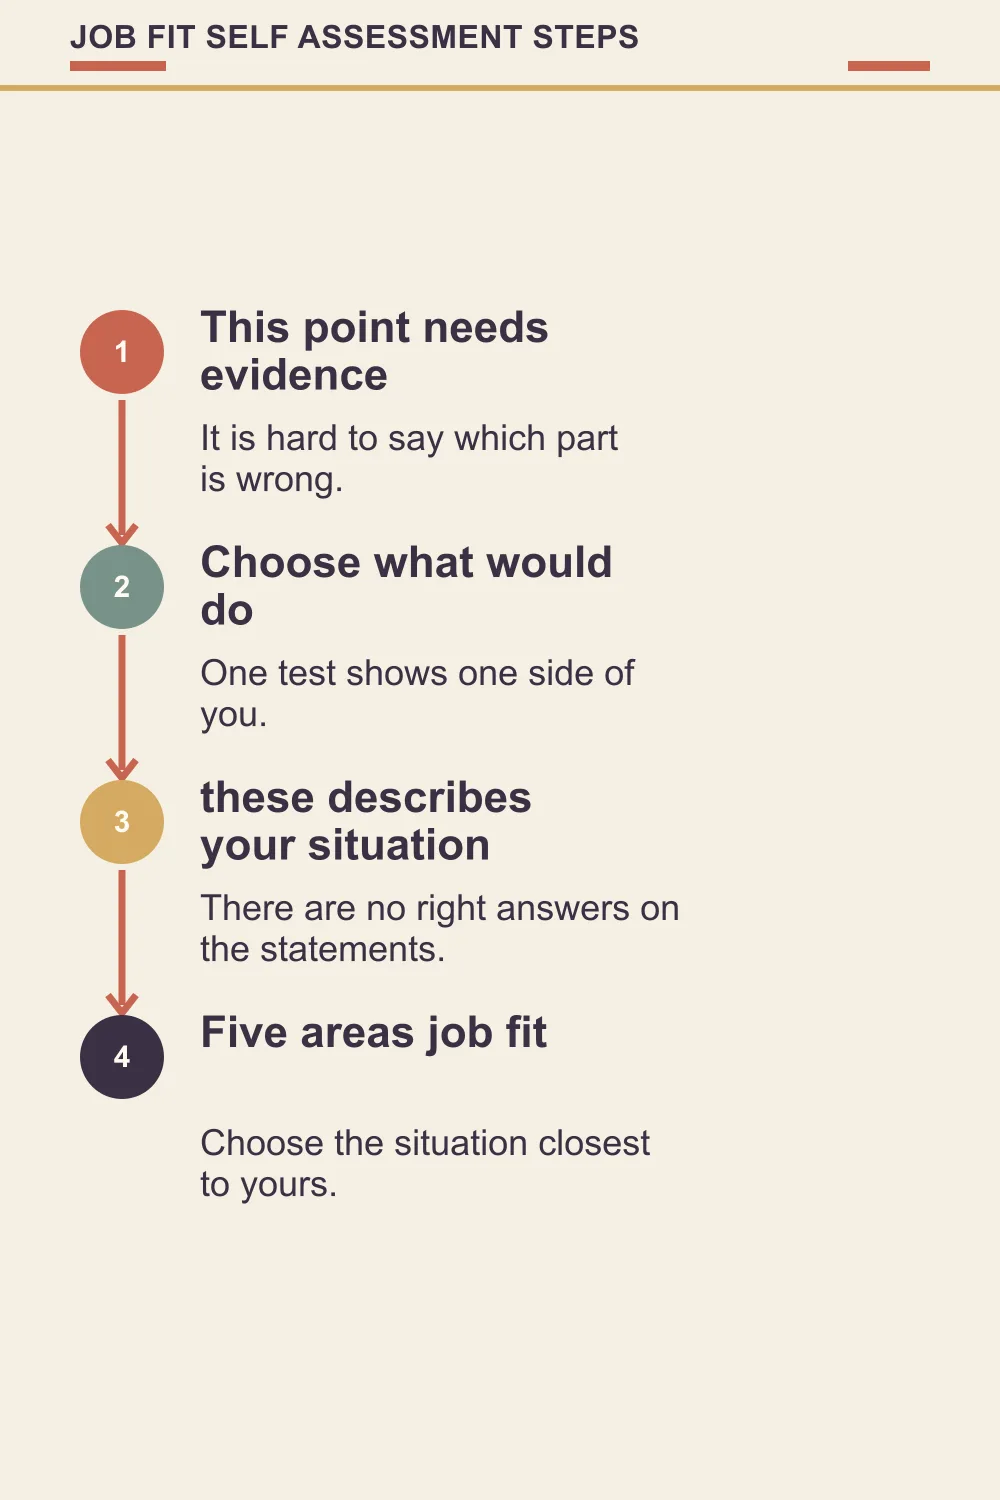 JOB FIT SELF ASSESSMENT STEPS
1
This point needs
evidence
It is hard to say which part
is wrong.
2
Choose what would
do
One test shows one side of
you.
3
these describes
your situation
There are no right answers on
the statements.
4
Five areas job fit
Choose the situation closest
to yours.